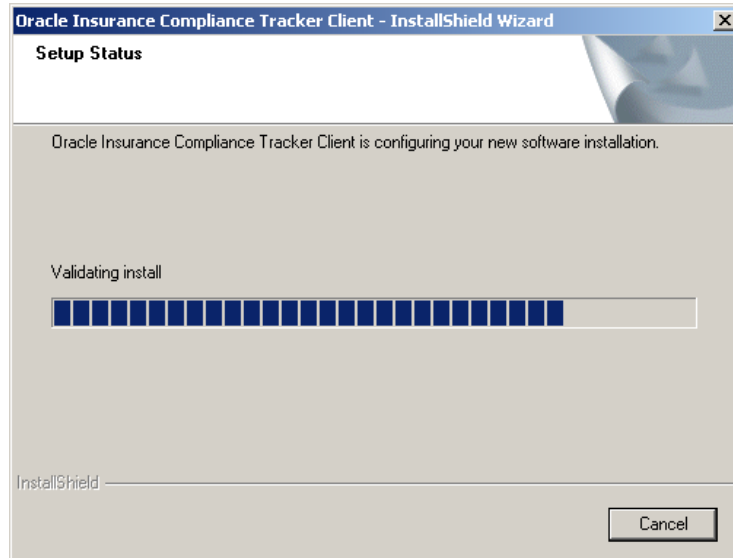 Oracle Insurance Compliance Tracker Client - InstallShield Wizard
Setup Status
Oracle Insurance Compliance Tracker Client is configuring your new software installation.
Validating install
InstallShield
Cancel